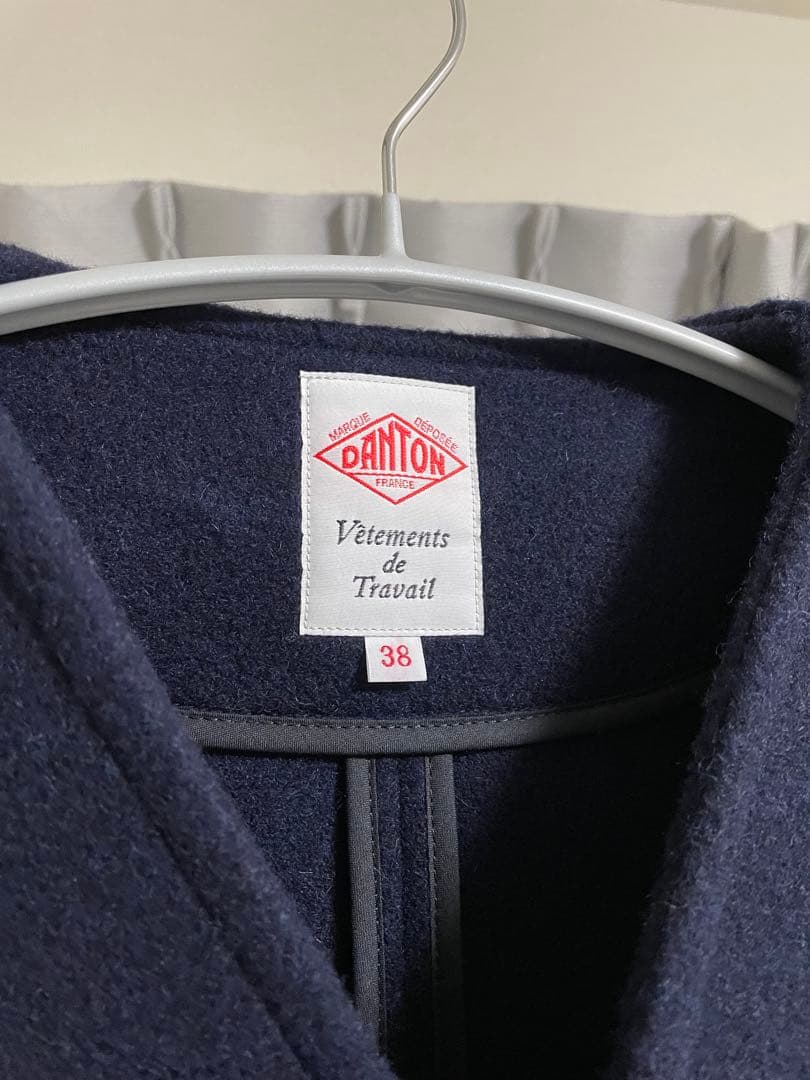 MARQUE DÉPOSÉE
DANTON
FRANCE
Vêtements
de
Travail
38